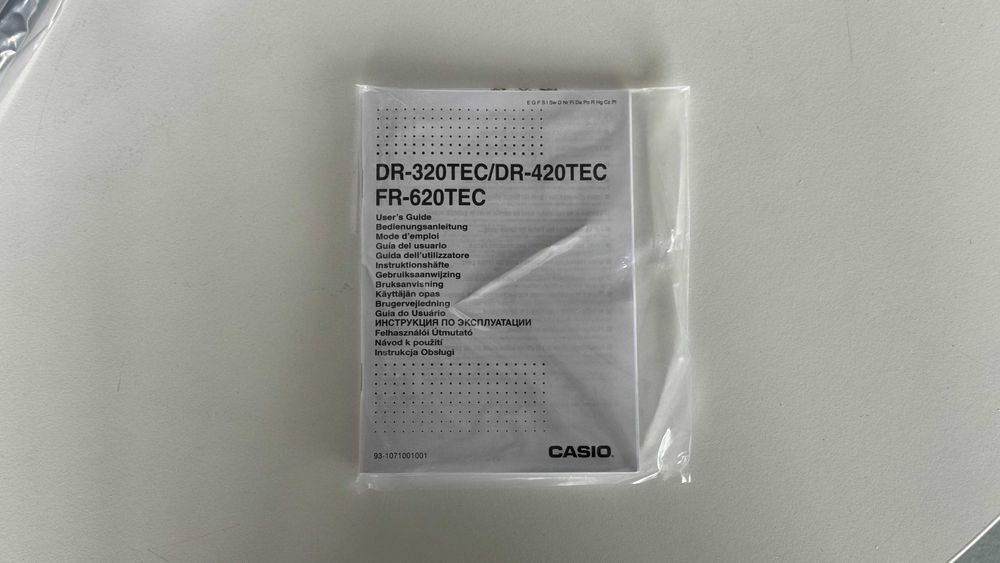 E G F S I Sw D Nr Fi Da Po R Hg Cz Pl
DR-320TEC/DR-420TEC
FR-620TEC
User's Guide
Bedienungsanleitung
Mode d'emploi
Guía del usuario
Guida dell'utilizzatore
Instruktionshäfte
Gebruiksaanwijzing
Bruksanvisning
Käyttäjän opas
Brugervejledning
Guia do Usuário
ИНСТРУКЦИЯ ПО ЭКСПЛУАТАЦИИ
Felhasználói Útmutató
Návod k použití
Instrukcja Obsługi
93-1071001001
CASIO